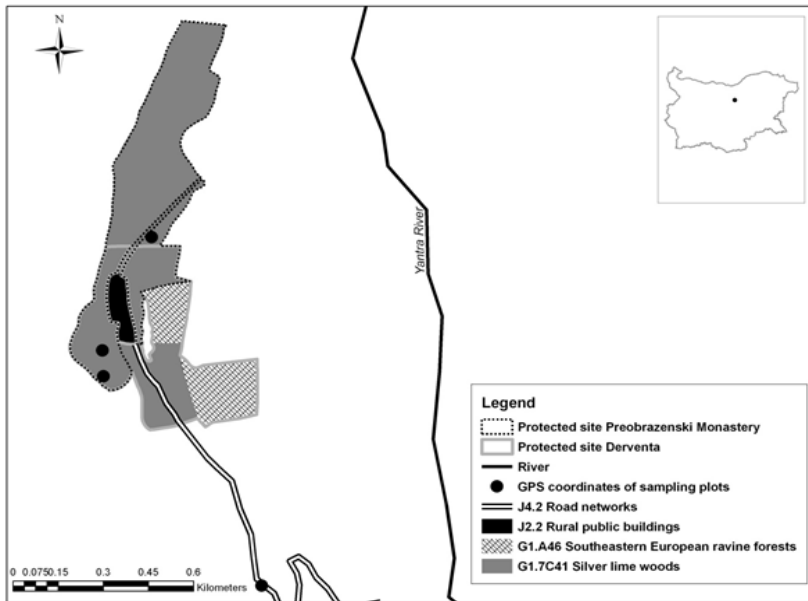 N
Yantra River
Legend
Protected site Preobrazenski Monastery
Protected site Derventa
River
GPS coordinates of sampling plots
J4.2 Road networks
J2.2 Rural public buildings
G1.A46 Southeastern European ravine forests
G1.7C41 Silver lime woods
0 0.0750.15 0.3 0.45 0.6
Kilometers